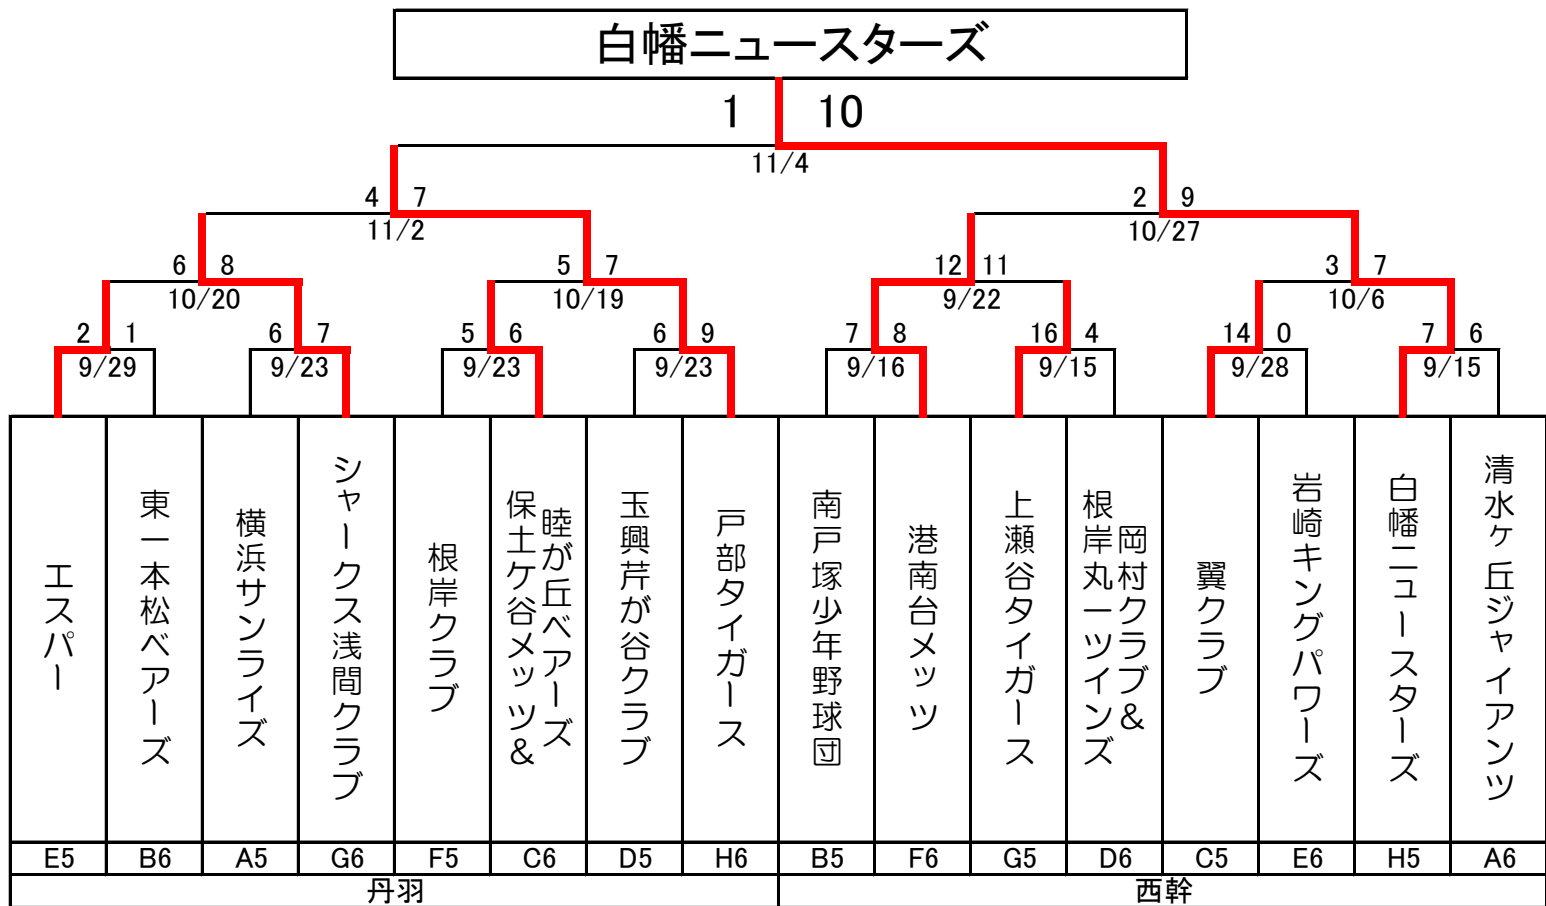 白幡ニュースターズ
1 10
11/4
4 7
11/2
2 9
10/27
6 8
10/20
5 7
10/19
12 11
9/22
3 7
10/6
2 1
9/29
6 7
9/23
5 6
9/23
6 9
9/23
7 8
9/16
16 4
9/15
14 0
9/28
7 6
9/15
エスパー
東一本松ベアーズ
横浜サンライズ
シャークス浅間クラブ
根岸クラブ
睦が丘ベアーズ
保土ケ谷メッツ&
玉興芹が谷クラブ
戸部タイガース
南戸塚少年野球団
港南台メッツ
上瀬谷タイガース
岡村クラブ&
根岸丸一ツインズ
翼クラブ
岩崎キングパワーズ
白幡ニュースターズ
清水ヶ丘ジャイアンツ
E5 B6 A5 G6 F5 C6 D5 H6 B5 F6 G5 D6 C5 E6 H5 A6
丹羽 西幹